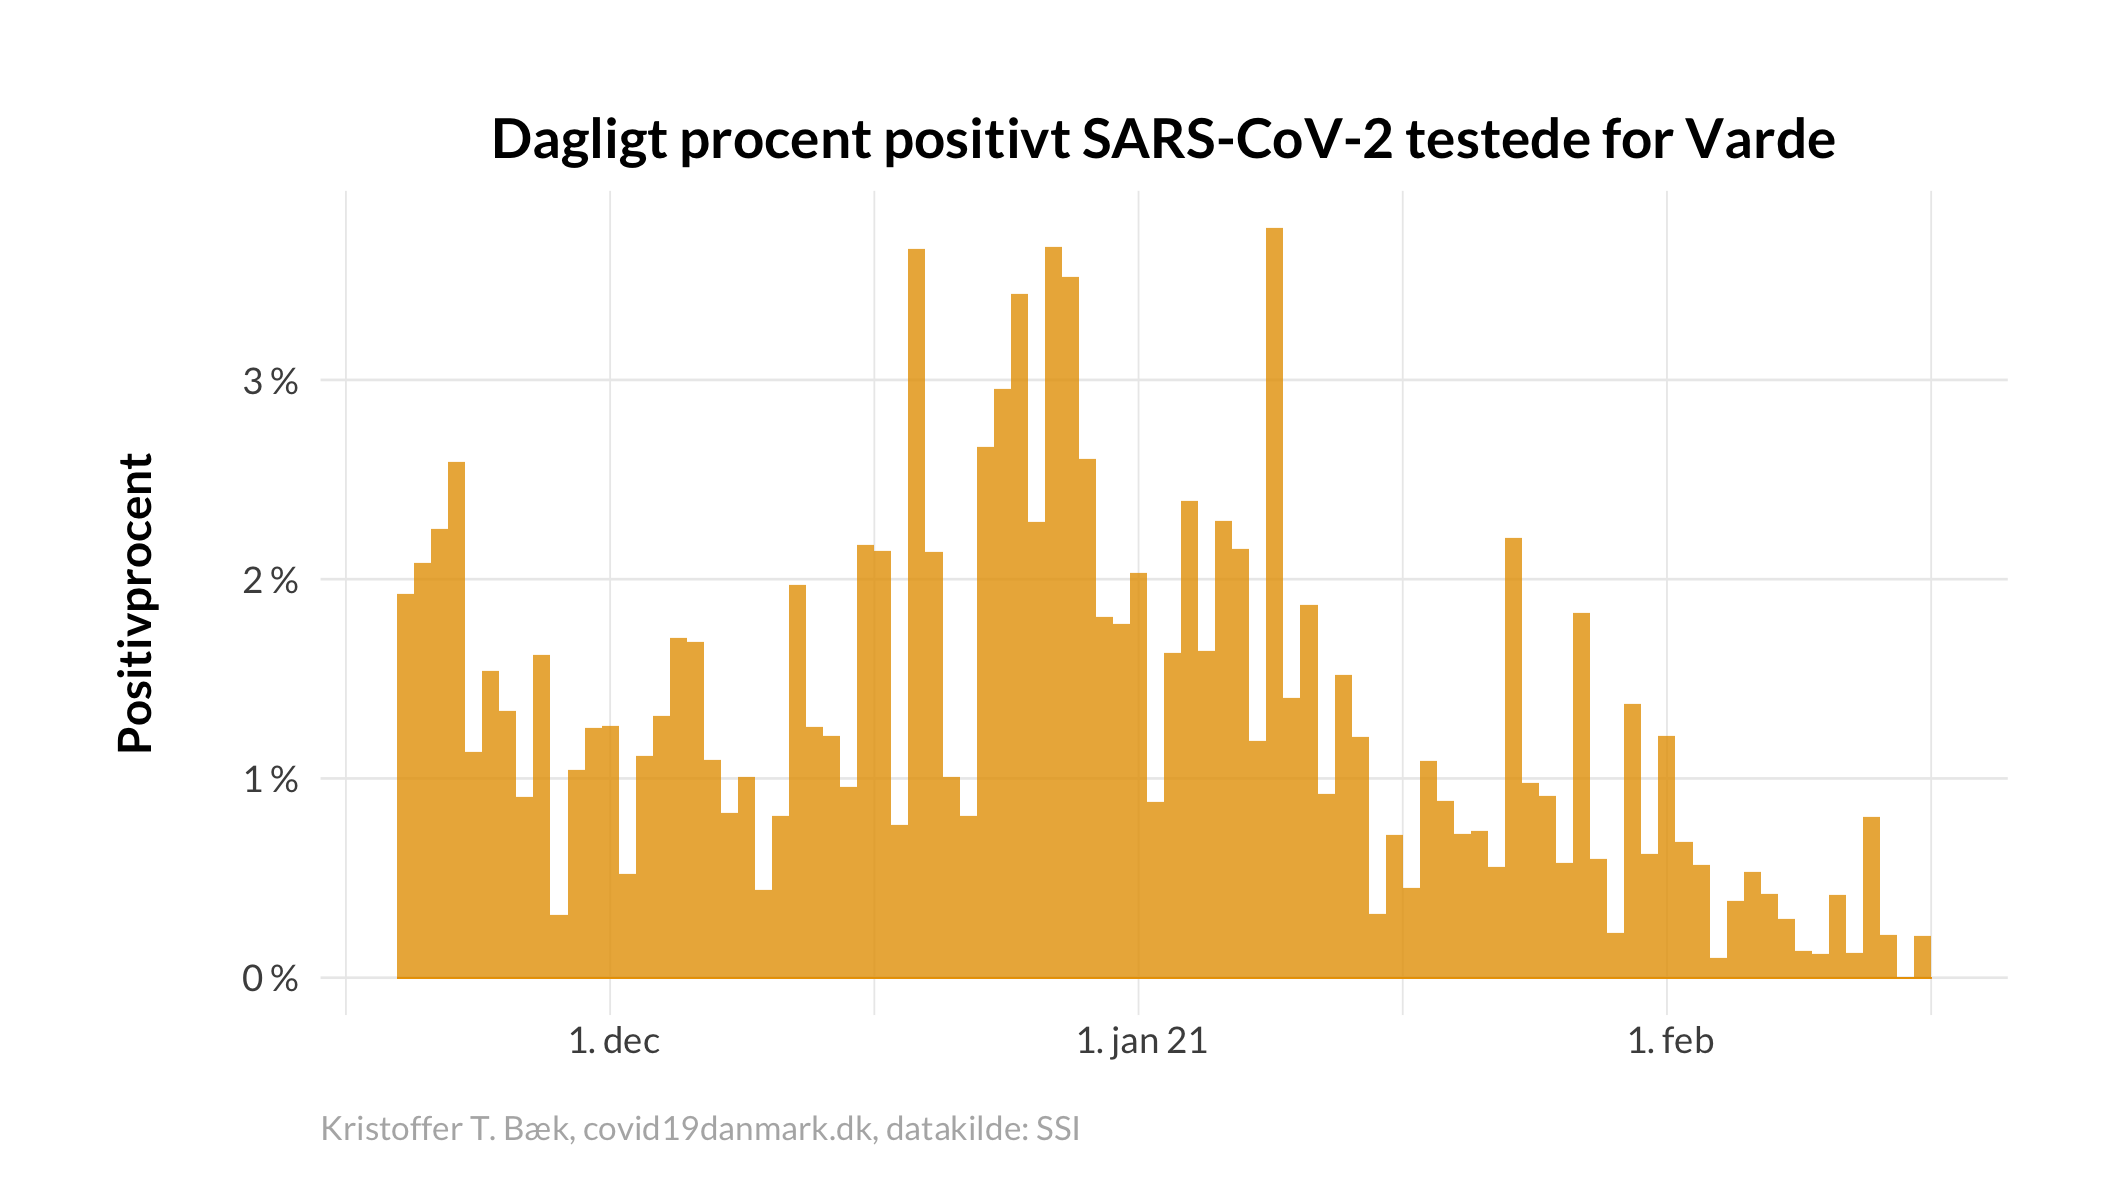 Dagligt procent positivt SARS-CoV-2 testede for Varde
Positivprocent
3 %
2 %
1 %
0 %
1. dec
1. jan 21
1. feb
Kristoffer T. Bæk, covid19danmark.dk, datakilde: SSI